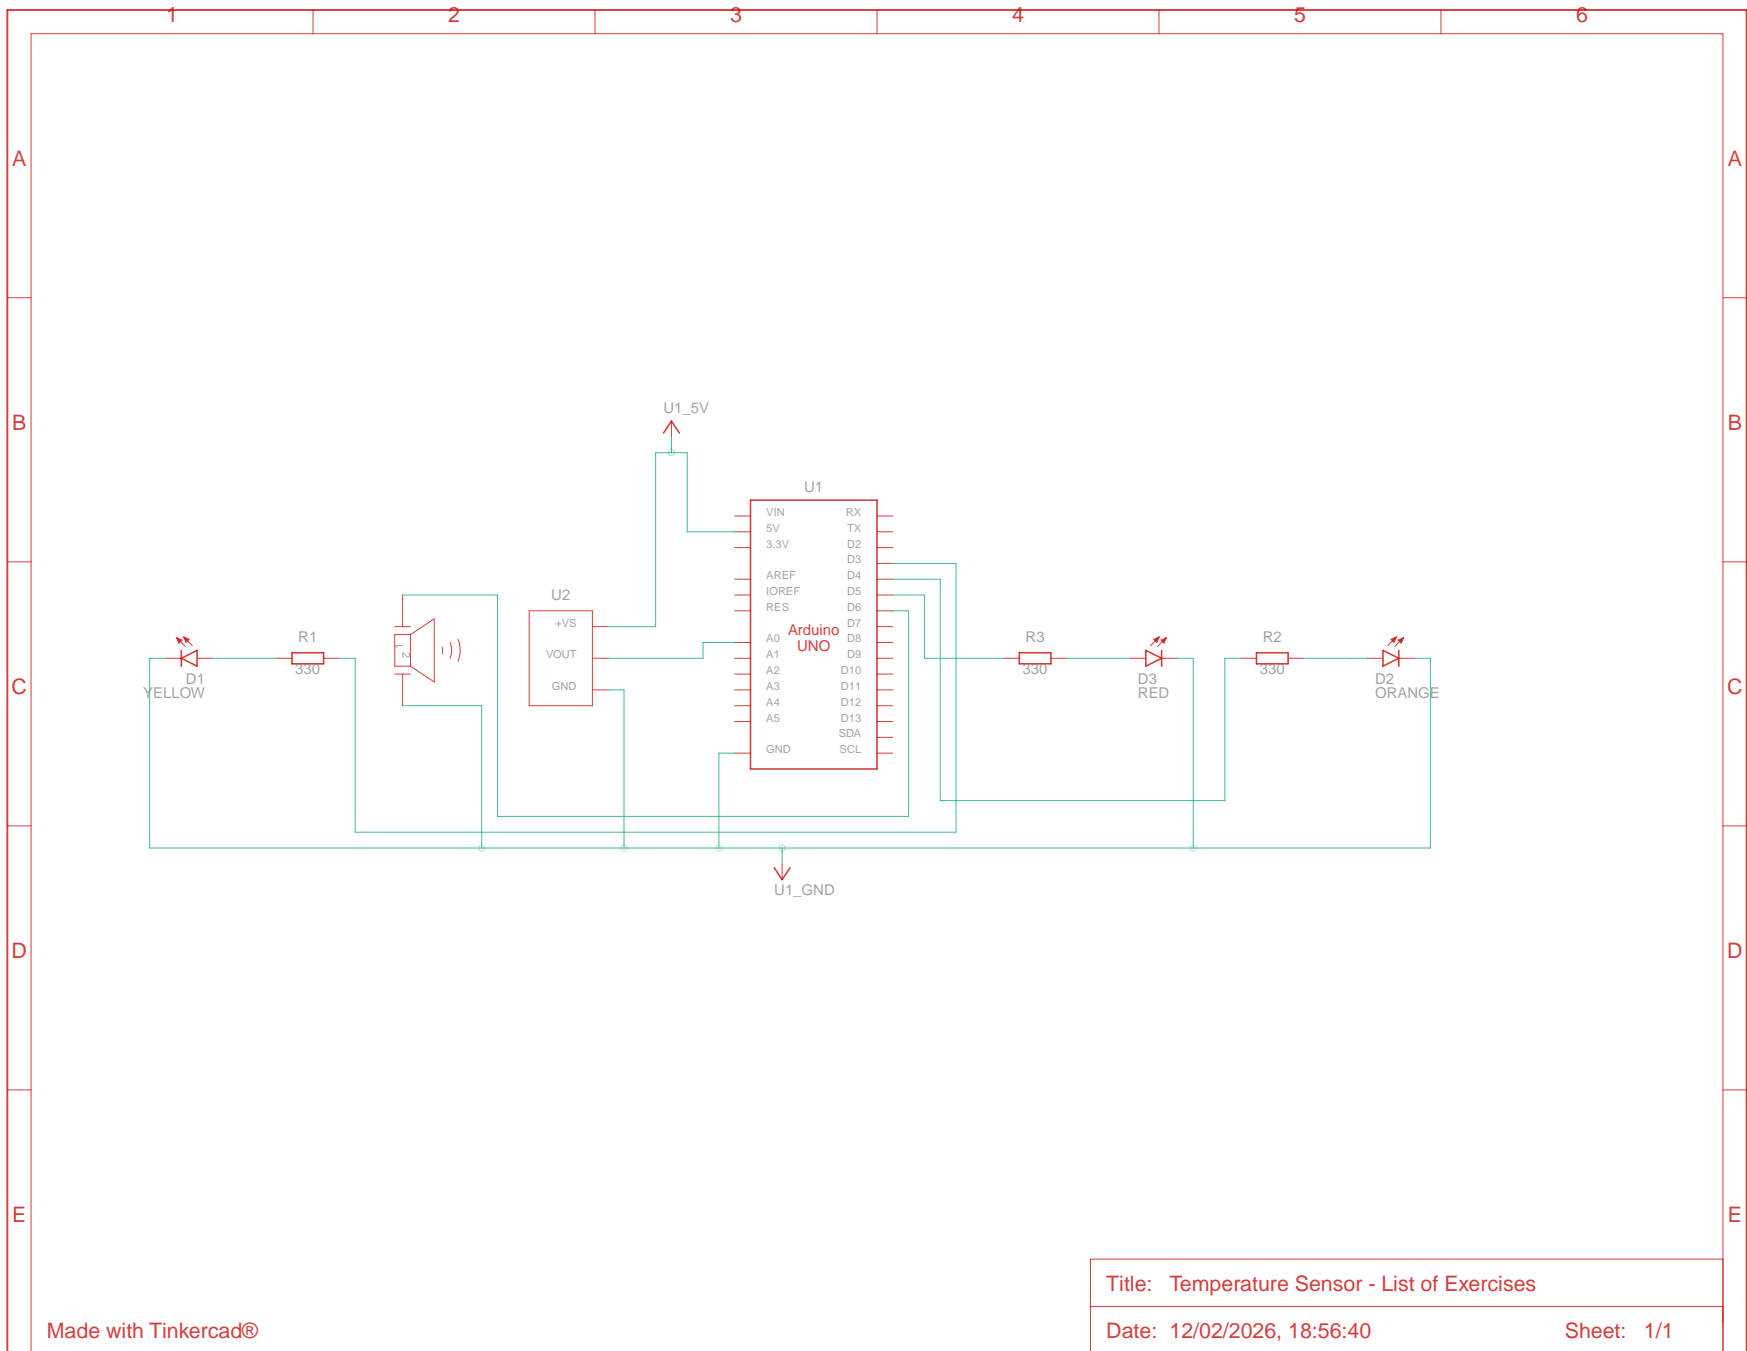 1 2 3 4 5 6
A A
B B
U1_5V
U1
VIN RX
5V TX
3.3V D2
D3
AREF D4
IOREF D5
RES D6
D7
A0 D8
A1 D9
A2 D10
A3 D11
A4 D12
A5 D13
SDA
GND SCL
Arduino
UNO
U2
+VS
VOUT
GND
R1
330
D1
YELLOW
1
2
R3
330
D3
RED
R2
330
D2
ORANGE
C C
U1_GND
D D
E E
Title: Temperature Sensor - List of Exercises
Made with Tinkercad®
Date: 12/02/2026, 18:56:40 Sheet: 1/1